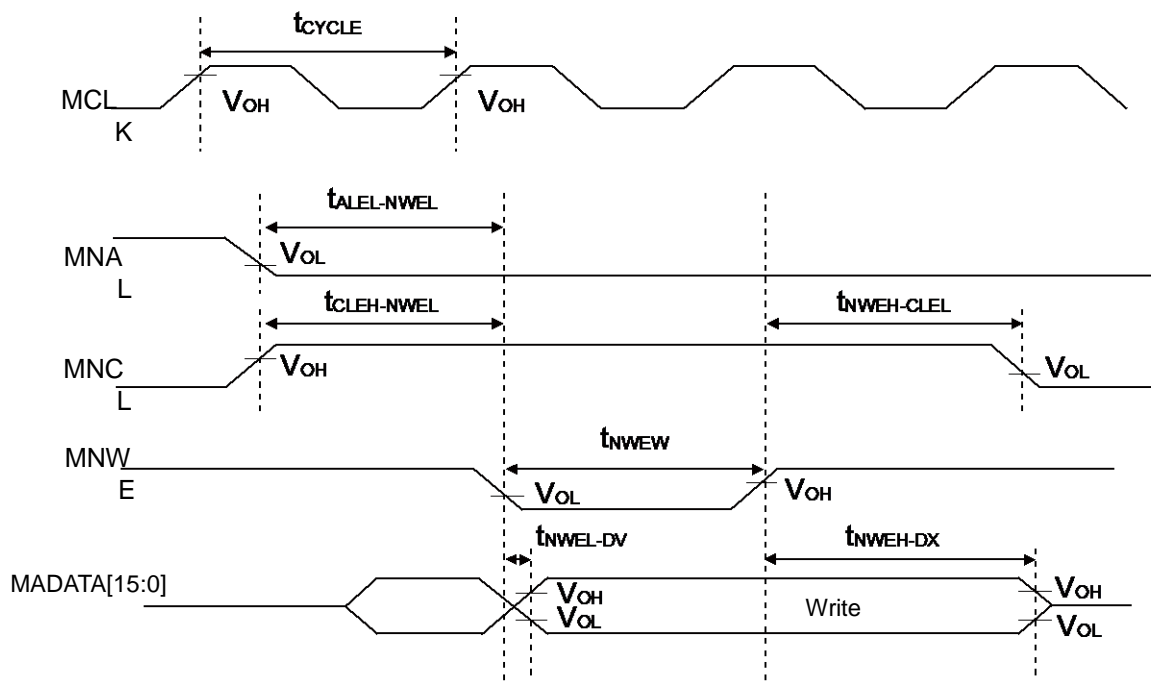 tCYCLE
MCL
K
VOH
VOH
tALEL-NWEL
MNA
L
VOL
tCLEH-NWEL
tNWEH-CLEL
MNC
L
VOH
VOL
tNWEW
MNW
E
VOL
VOH
tNWEL-DV
tNWEH-DX
MADATA[15:0]
VOH
VOL
Write
VOH
VOL